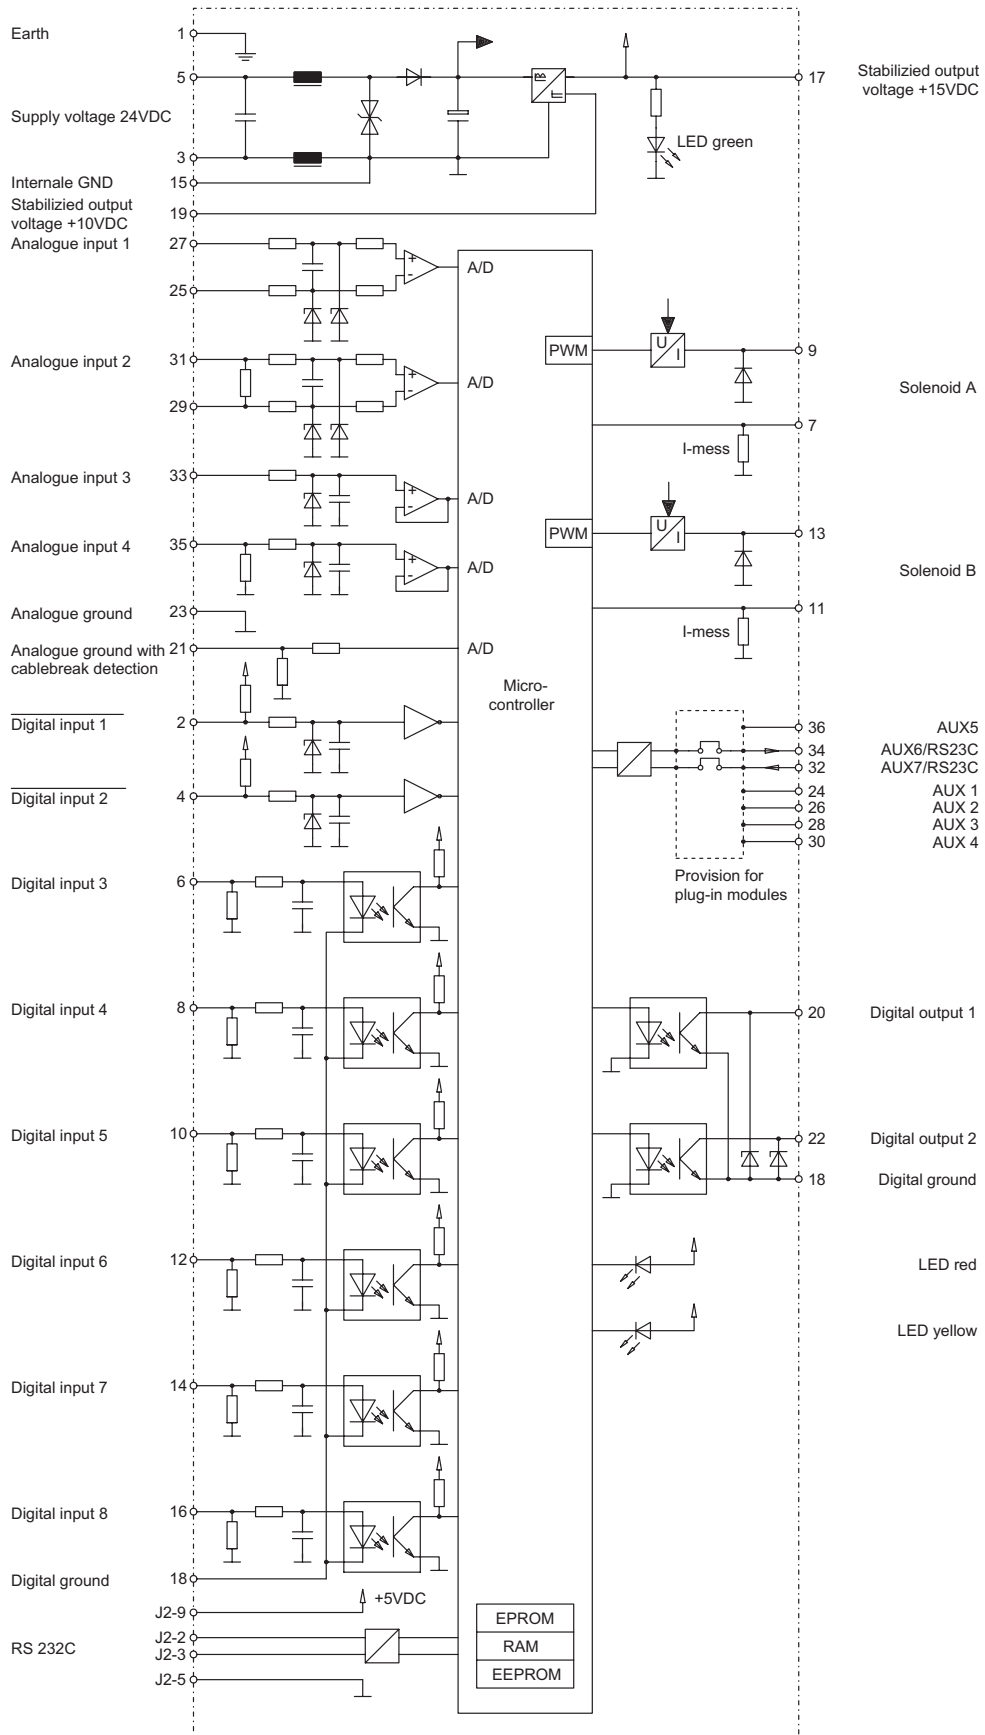 Earth 1
5 17 Stabilizied output
voltage +15VDC
Supply voltage 24VDC
LED green
3
Internale GND 15
Stabilizied output
voltage +10VDC 19
Analogue input 1 27
+
-
A/D
25
Analogue input 2 31
+
-
A/D
29
PWM U I 9
Solenoid A
7
I-mess
Analogue input 3 33
+
-
A/D
Analogue input 4 35
+
-
A/D
PWM U I 13
Solenoid B
Analogue ground 23
11
I-mess
Analogue ground with 21 A/D
cablebreak detection
Micro-
controller
Digital input 1 2
Digital input 2 4
36 AUX5
34 AUX6/RS23C
32 AUX7/RS23C
24 AUX 1
26 AUX 2
28 AUX 3
30 AUX 4
Provision for
plug-in modules
Digital input 3 6
Digital input 4 8
20 Digital output 1
Digital input 5 10
22 Digital output 2
18 Digital ground
Digital input 6 12
LED red
LED yellow
Digital input 7 14
Digital input 8 16
Digital ground 18
+5VDC
J2-9
RS 232C
J2-2
J2-3
J2-5
EPROM
RAM
EEPROM